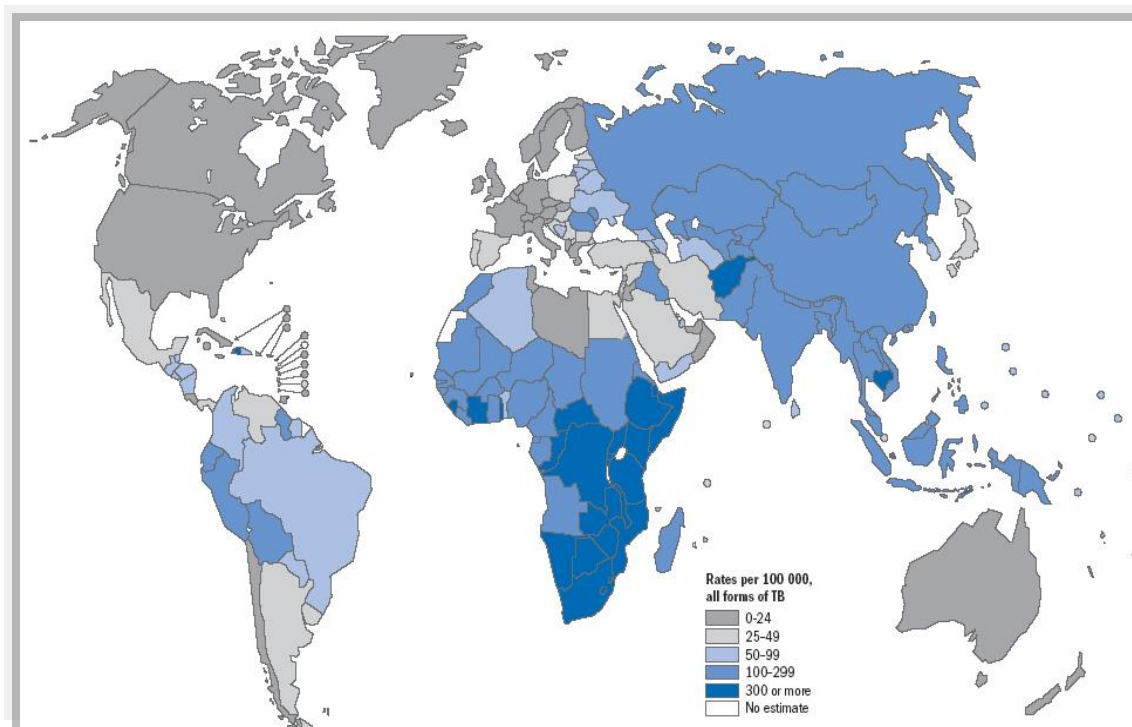 Rates per 100 000,
all forms of TB
0-24
25-49
50-99
100-299
300 or more
No estimate